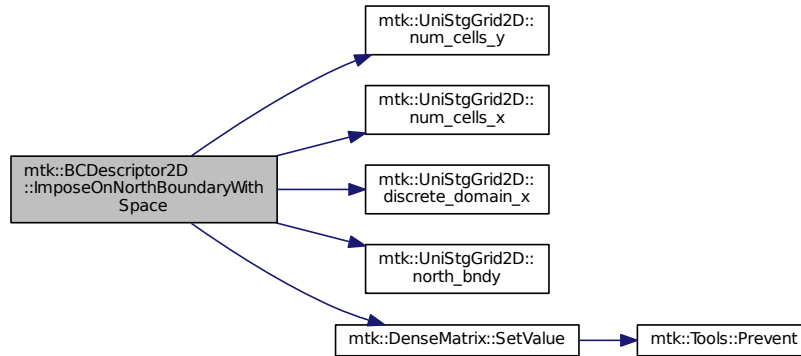 mtk::UniStgGrid2D::
num_cells_y
mtk::UniStgGrid2D::
num_cells_x
mtk::BCDescriptor2D
::ImposeOnNorthBoundaryWith
Space
mtk::UniStgGrid2D::
discrete_domain_x
mtk::UniStgGrid2D::
north_bndy
mtk::DenseMatrix::SetValue
mtk::Tools::Prevent